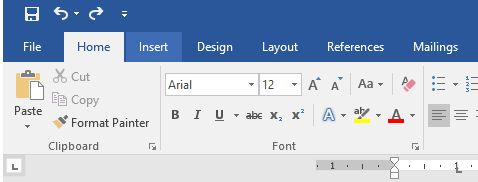 File Home Insert Design Layout References Mailings
Cut
Copy
Format Painter
Paste
Clipboard
Arial 12 Aa
B I U abc x₂ x² A ab A
Font
1 1